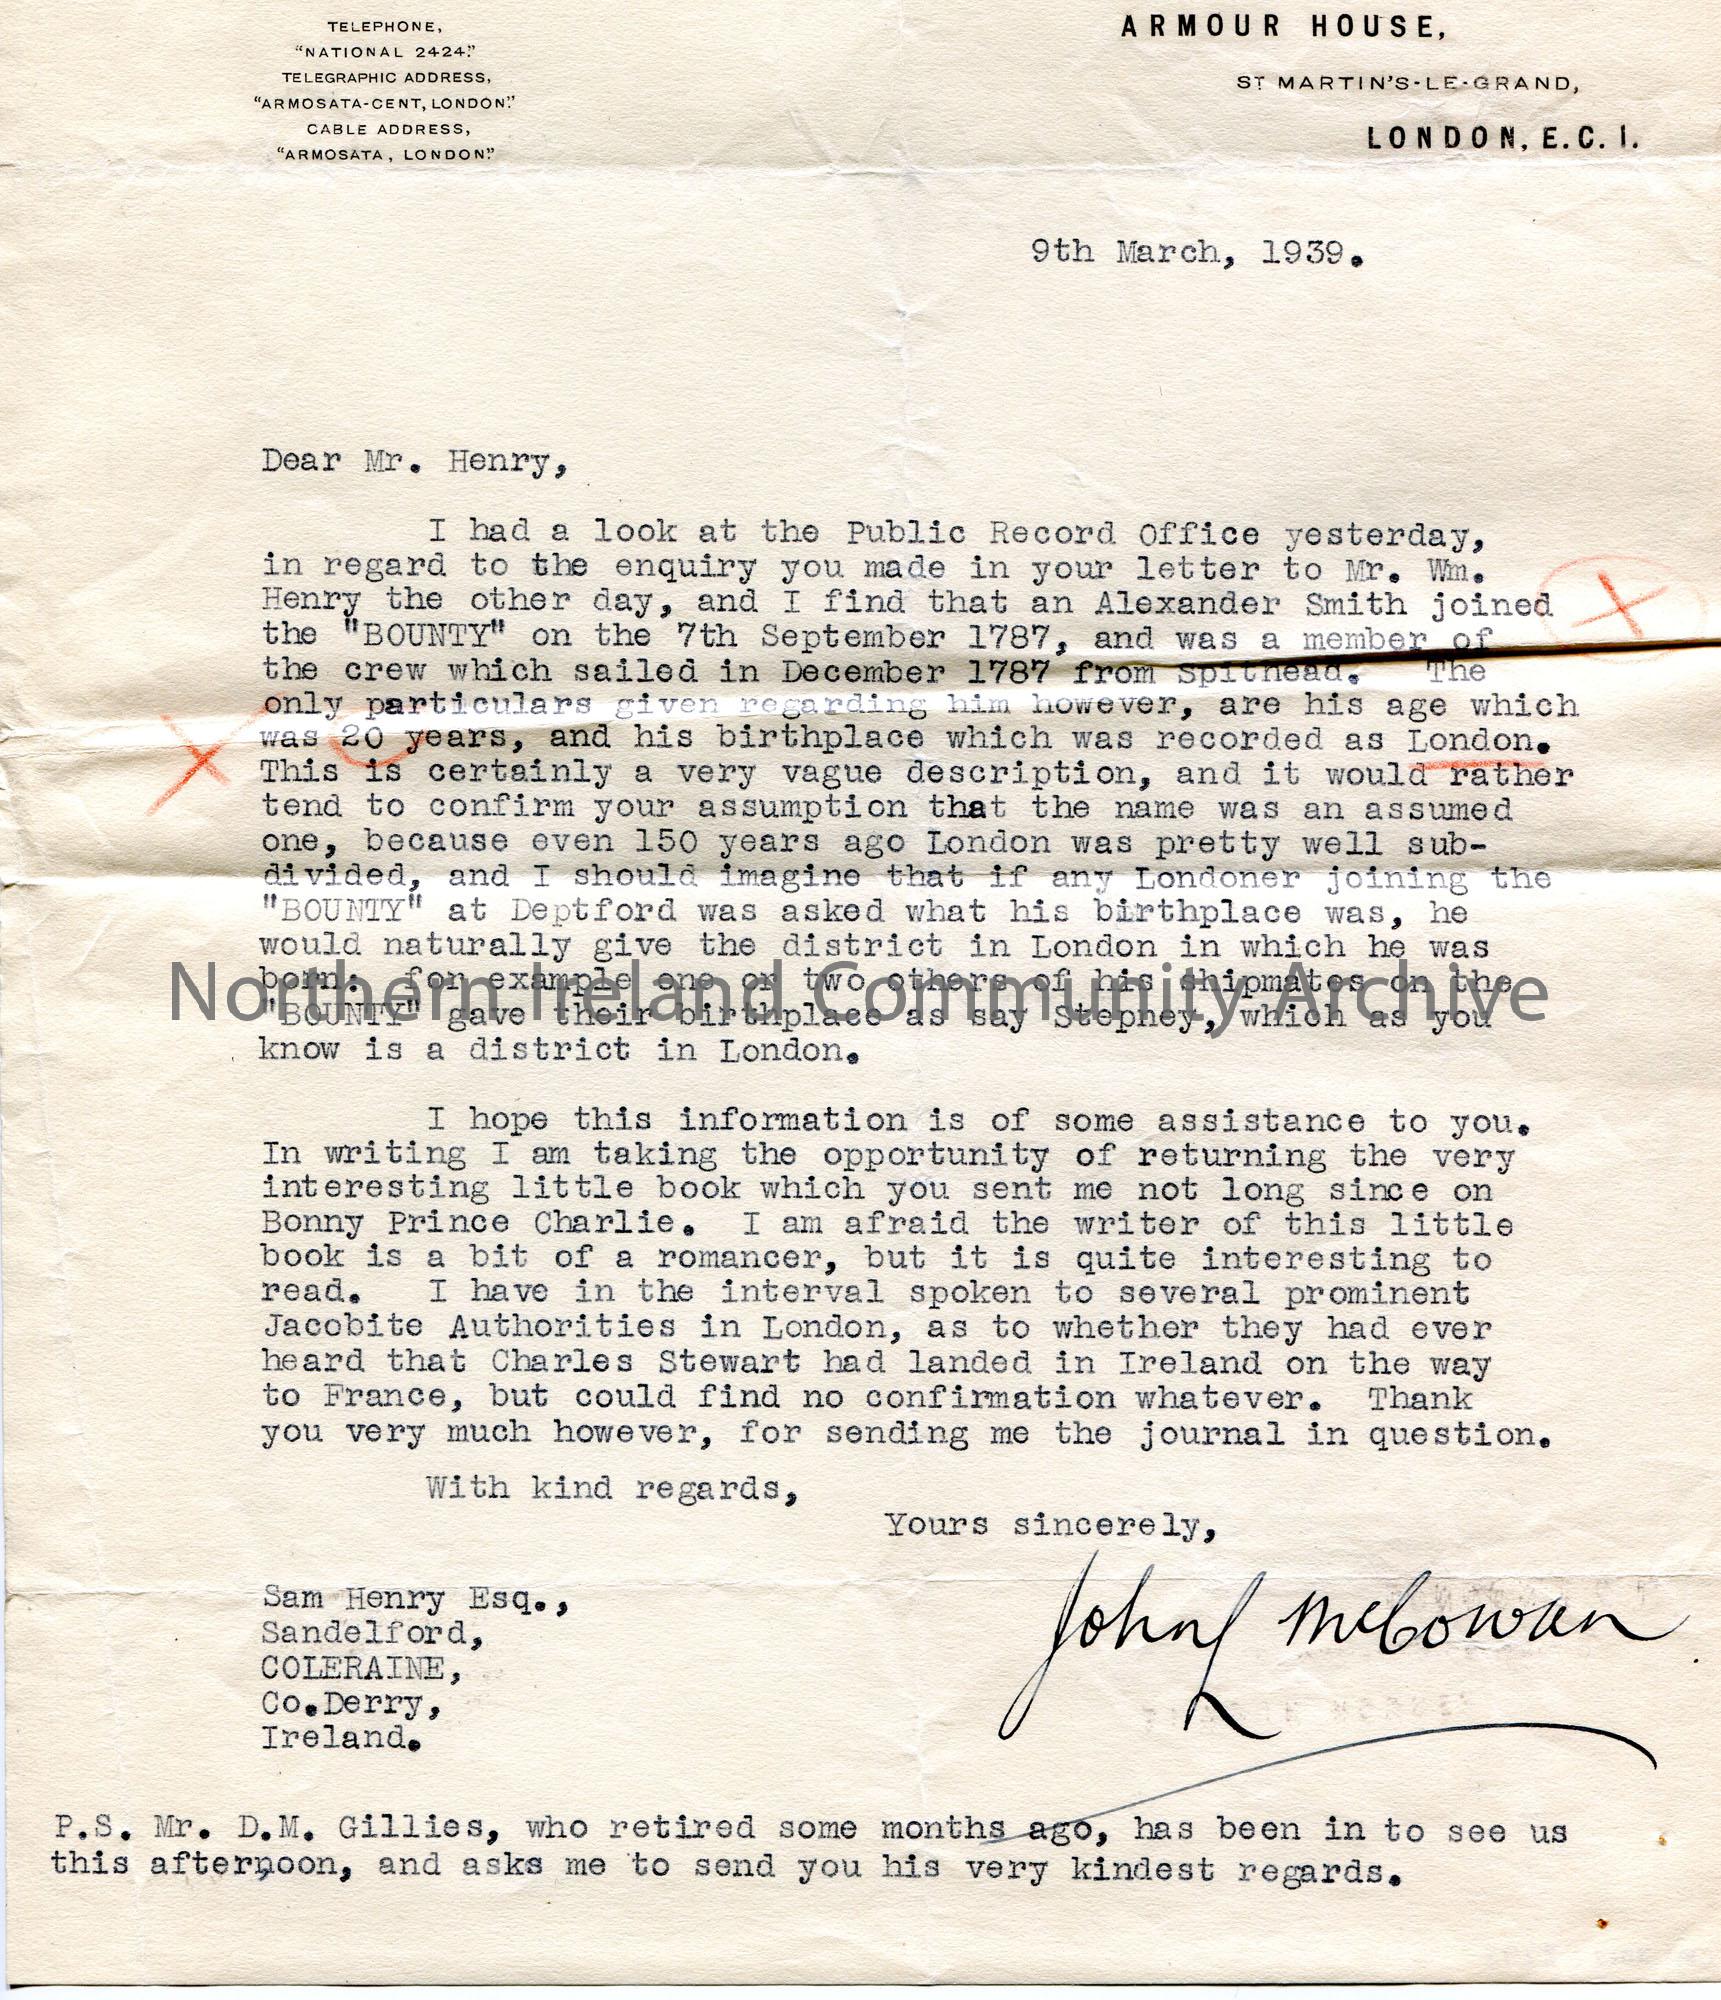 TELEPHONE,
"NATIONAL 2424."
TELEGRAPHIC ADDRESS,
"ARMOSATA-CENT, LONDON."
CABLE ADDRESS,
"ARMOSATA, LONDON."
ARMOUR HOUSE,
ST MARTIN'S-LE-GRAND,
LONDON, E.C.1.
9th March, 1939.
Dear Mr. Henry,
I had a look at the Public Record Office yesterday,
in regard to the enquiry you made in your letter to Mr. Wm.
Henry the other day, and I find that an Alexander Smith joined
the "BOUNTY" on the 7th September 1787, and was a member of
the crew which sailed in December 1787 from Spithead. The
only particulars given regarding him however, are his age which
was 20 years, and his birthplace which was recorded as London.
This is certainly a very vague description, and it would rather
tend to confirm your assumption that the name was an assumed
one, because even 150 years ago London was pretty well sub-
divided, and I should imagine that if any Londoner joining the
"BOUNTY" at Deptford was asked what his birthplace was, he
would naturally give the district in London in which he was
born: for example one or two others of his shipmates on the
"BOUNTY" gave their birthplace as say Stepney, which as you
know is a district in London.
Northern Ireland Community Archive
I hope this information is of some assistance to you.
In writing I am taking the opportunity of returning the very
interesting little book which you sent me not long since on
Bonny Prince Charlie. I am afraid the writer of this little
book is a bit of a romancer, but it is quite interesting to
read. I have in the interval spoken to several prominent
Jacobite Authorities in London, as to whether they had ever
heard that Charles Stewart had landed in Ireland on the way
to France, but could find no confirmation whatever. Thank
you very much however, for sending me the journal in question.
With kind regards,
Yours sincerely,
John L McCowan
Sam Henry Esq.,
Sandelford,
COLERAINE,
Co.Derry,
Ireland.
P.S. Mr. D.M. Gillies, who retired some months ago, has been in to see us
this afternoon, and asks me to send you his very kindest regards.